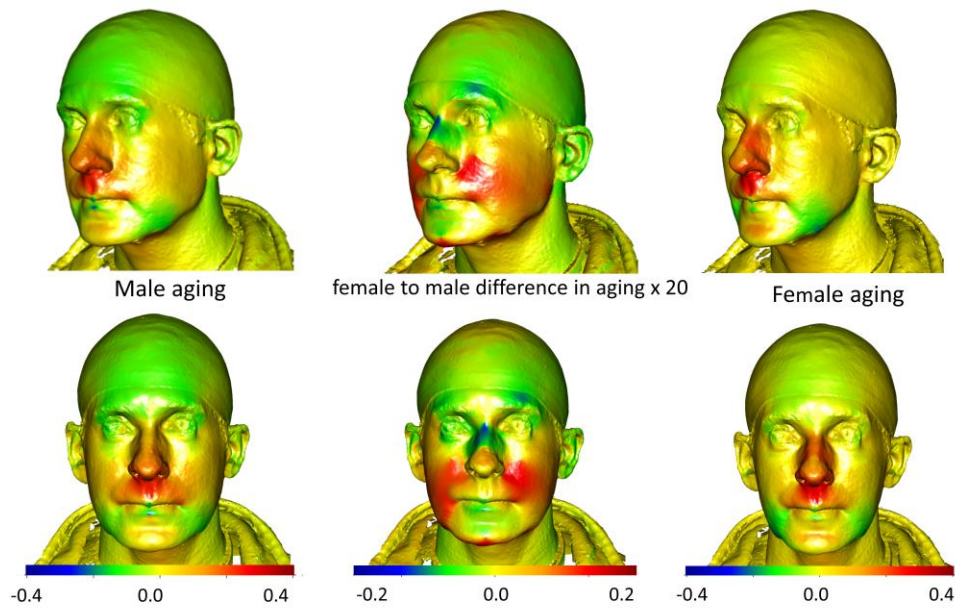 Male aging
female to male difference in aging x 20
Female aging
-0.4 0.0 0.4
-0.2 0.0 0.2
-0.4 0.0 0.4